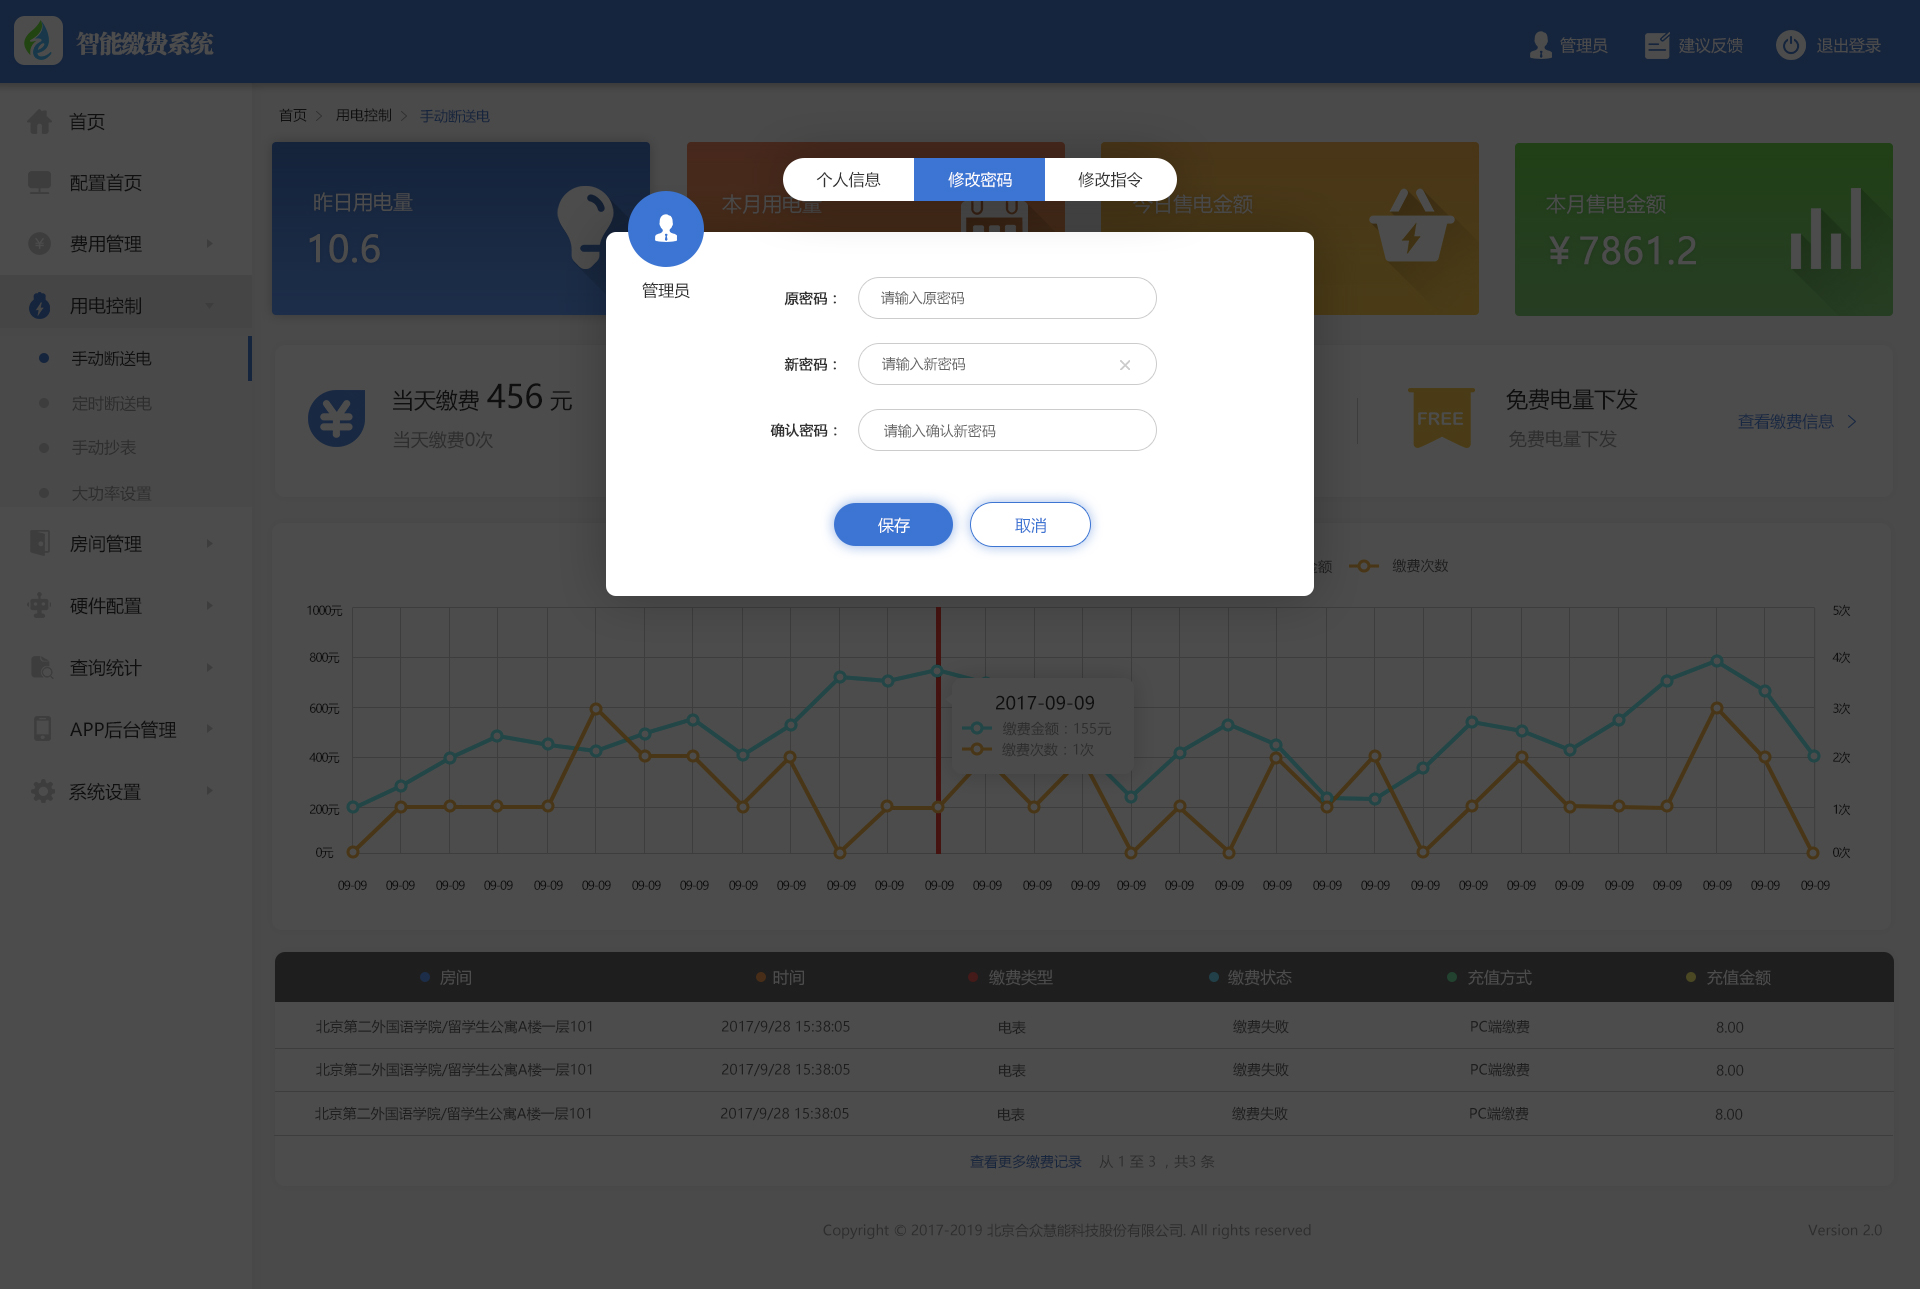 智能缴费系统
管理员
建议反馈
退出登录
首页
配置首页
费用管理
用电控制
手动断送电
定时断送电
手动抄表
大功率设置
房间管理
硬件配置
查询统计
APP后台管理
系统设置
首页 用电控制 手动断送电
昨日用电量
10.6
本月用电量
今日售电金额
本月售电金额
¥ 7861.2
个人信息
修改密码
修改指令
管理员
原密码：
请输入原密码
新密码：
请输入新密码
确认密码：
请输入确认新密码
保存
取消
当天缴费 456 元
当天缴费0次
FREE
免费电量下发
免费电量下发
查看缴费信息
金额 缴费次数
1000元
800元
600元
400元
200元
0元
5次
4次
3次
2次
1次
0次
2017-09-09
缴费金额：155元
缴费次数：1次
09-09 09-09 09-09 09-09 09-09 09-09 09-09 09-09 09-09 09-09 09-09 09-09 09-09 09-09 09-09 09-09 09-09 09-09 09-09 09-09 09-09 09-09 09-09 09-09 09-09 09-09 09-09 09-09 09-09 09-09 09-09
房间 时间 缴费类型 缴费状态 充值方式 充值金额
北京第二外国语学院/留学生公寓A楼一层101 2017/9/28 15:38:05 电表 缴费失败 PC端缴费 8.00
北京第二外国语学院/留学生公寓A楼一层101 2017/9/28 15:38:05 电表 缴费失败 PC端缴费 8.00
北京第二外国语学院/留学生公寓A楼一层101 2017/9/28 15:38:05 电表 缴费失败 PC端缴费 8.00
查看更多缴费记录 从 1 至 3 ，共3 条
Copyright © 2017-2019 北京合众慧能科技股份有限公司. All rights reserved
Version 2.0